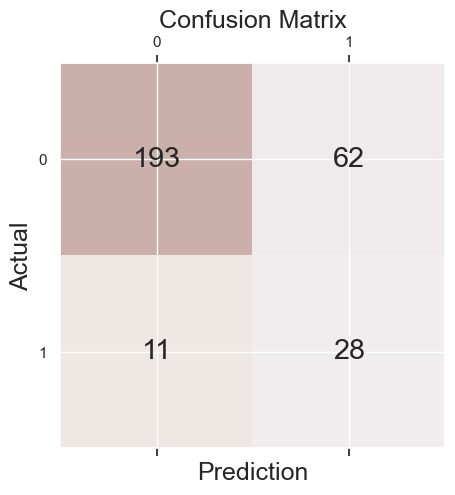 Confusion Matrix
0 1
0 193 62
Actual
1 11 28
Prediction